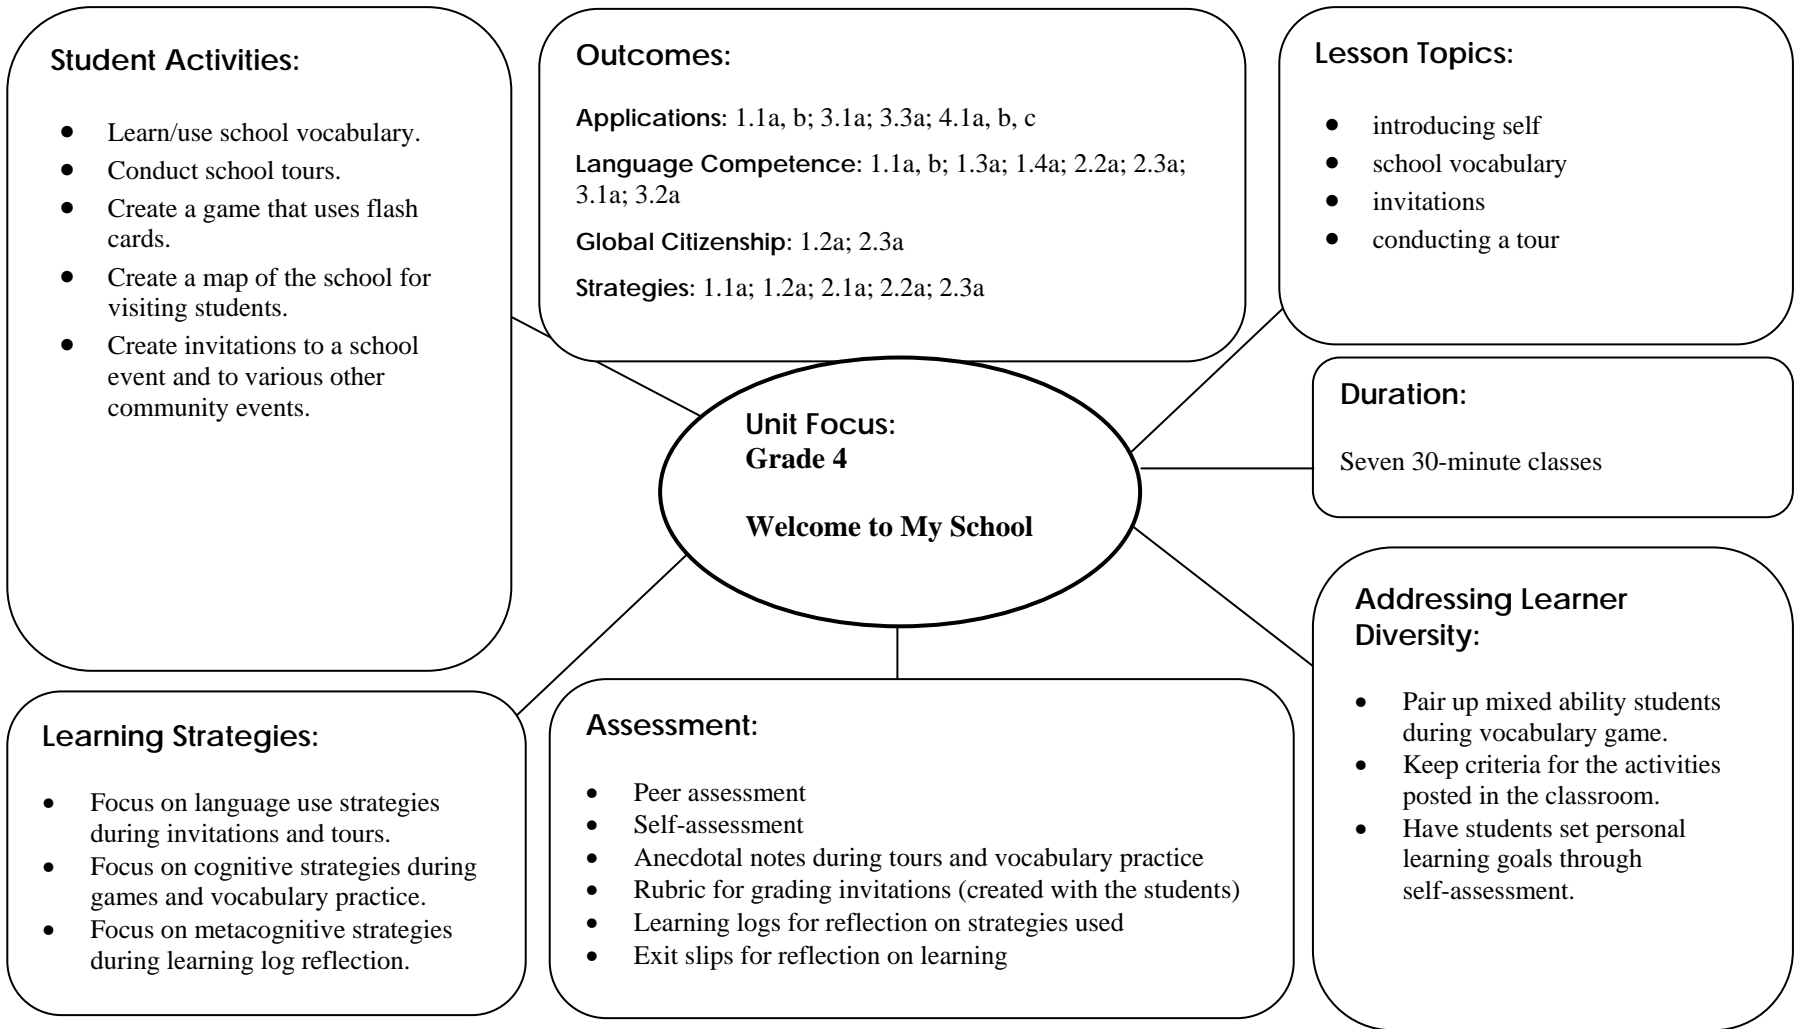 Student Activities:
● Learn/use school vocabulary.
● Conduct school tours.
● Create a game that uses flash
cards.
● Create a map of the school for
visiting students.
● Create invitations to a school
event and to various other
community events.
Outcomes:
Applications: 1.1a, b; 3.1a; 3.3a; 4.1a, b, c
Language Competence: 1.1a, b; 1.3a; 1.4a; 2.2a; 2.3a;
3.1a; 3.2a
Global Citizenship: 1.2a; 2.3a
Strategies: 1.1a; 1.2a; 2.1a; 2.2a; 2.3a
Lesson Topics:
● introducing self
● school vocabulary
● invitations
● conducting a tour
Unit Focus:
Grade 4
Welcome to My School
Duration:
Seven 30-minute classes
Learning Strategies:
● Focus on language use strategies
during invitations and tours.
● Focus on cognitive strategies during
games and vocabulary practice.
● Focus on metacognitive strategies
during learning log reflection.
Assessment:
● Peer assessment
● Self-assessment
● Anecdotal notes during tours and vocabulary practice
● Rubric for grading invitations (created with the students)
● Learning logs for reflection on strategies used
● Exit slips for reflection on learning
Addressing Learner
Diversity:
● Pair up mixed ability students
during vocabulary game.
● Keep criteria for the activities
posted in the classroom.
● Have students set personal
learning goals through
self-assessment.